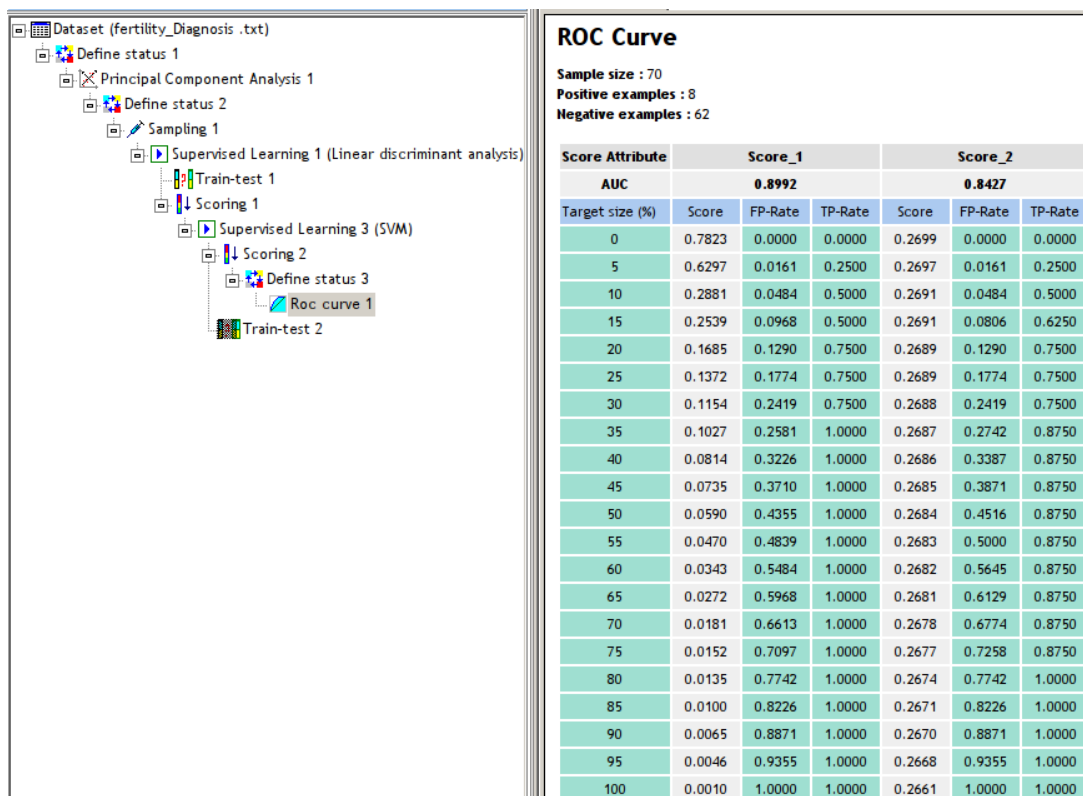 Dataset (fertility_Diagnosis .txt)
Define status 1
Principal Component Analysis 1
Define status 2
Sampling 1
Supervised Learning 1 (Linear discriminant analysis)
Train-test 1
Scoring 1
Supervised Learning 3 (SVM)
Scoring 2
Define status 3
Roc curve 1
Train-test 2
ROC Curve
Sample size : 70
Positive examples : 8
Negative examples : 62
Score Attribute Score_1 Score_2
AUC 0.8992 0.8427
Target size (%) Score FP-Rate TP-Rate Score FP-Rate TP-Rate
0 0.7823 0.0000 0.0000 0.2699 0.0000 0.0000
5 0.6297 0.0161 0.2500 0.2697 0.0161 0.2500
10 0.2881 0.0484 0.5000 0.2691 0.0484 0.5000
15 0.2539 0.0968 0.5000 0.2691 0.0806 0.6250
20 0.1685 0.1290 0.7500 0.2689 0.1290 0.7500
25 0.1372 0.1774 0.7500 0.2689 0.1774 0.7500
30 0.1154 0.2419 0.7500 0.2688 0.2419 0.7500
35 0.1027 0.2581 1.0000 0.2687 0.2742 0.8750
40 0.0814 0.3226 1.0000 0.2686 0.3387 0.8750
45 0.0735 0.3710 1.0000 0.2685 0.3871 0.8750
50 0.0590 0.4355 1.0000 0.2684 0.4516 0.8750
55 0.0470 0.4839 1.0000 0.2683 0.5000 0.8750
60 0.0343 0.5484 1.0000 0.2682 0.5645 0.8750
65 0.0272 0.5968 1.0000 0.2681 0.6129 0.8750
70 0.0181 0.6613 1.0000 0.2678 0.6774 0.8750
75 0.0152 0.7097 1.0000 0.2677 0.7258 0.8750
80 0.0135 0.7742 1.0000 0.2674 0.7742 1.0000
85 0.0100 0.8226 1.0000 0.2671 0.8226 1.0000
90 0.0065 0.8871 1.0000 0.2670 0.8871 1.0000
95 0.0046 0.9355 1.0000 0.2668 0.9355 1.0000
100 0.0010 1.0000 1.0000 0.2661 1.0000 1.0000